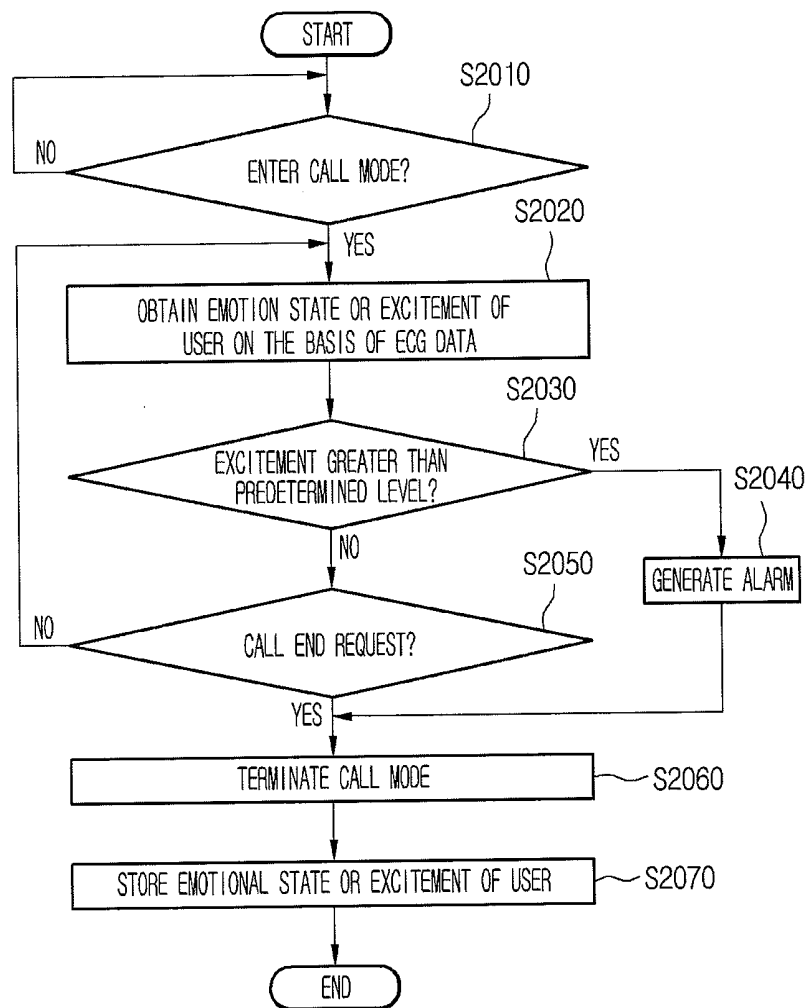 START
S2010
NO
ENTER CALL MODE?
YES
S2020
OBTAIN EMOTION STATE OR EXCITEMENT OF
USER ON THE BASIS OF ECG DATA
S2030
EXCITEMENT GREATER THAN
PREDETERMINED LEVEL?
YES
S2040
NO
GENERATE ALARM
S2050
NO
CALL END REQUEST?
YES
TERMINATE CALL MODE
S2060
STORE EMOTIONAL STATE OR EXCITEMENT OF USER
S2070
END